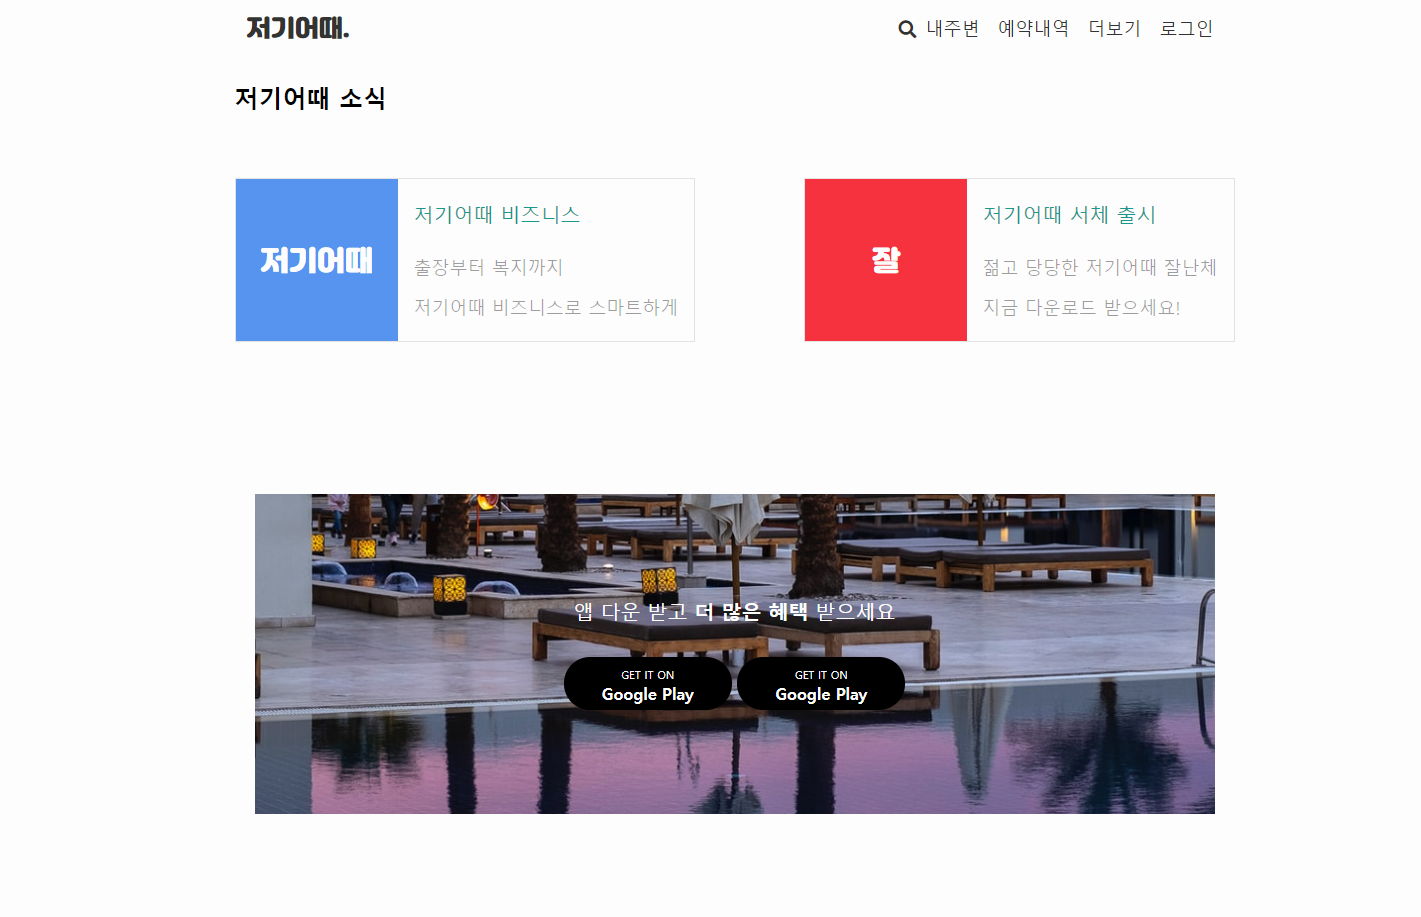 저기어때.
내주변 예약내역 더보기 로그인
저기어때 소식
저기어때
저기어때 비즈니스
출장부터 복지까지
저기어때 비즈니스로 스마트하게
잘
저기어때 서체 출시
젊고 당당한 저기어때 잘난체
지금 다운로드 받으세요!
앱 다운 받고 더 많은 혜택 받으세요
GET IT ON
Google Play
GET IT ON
Google Play